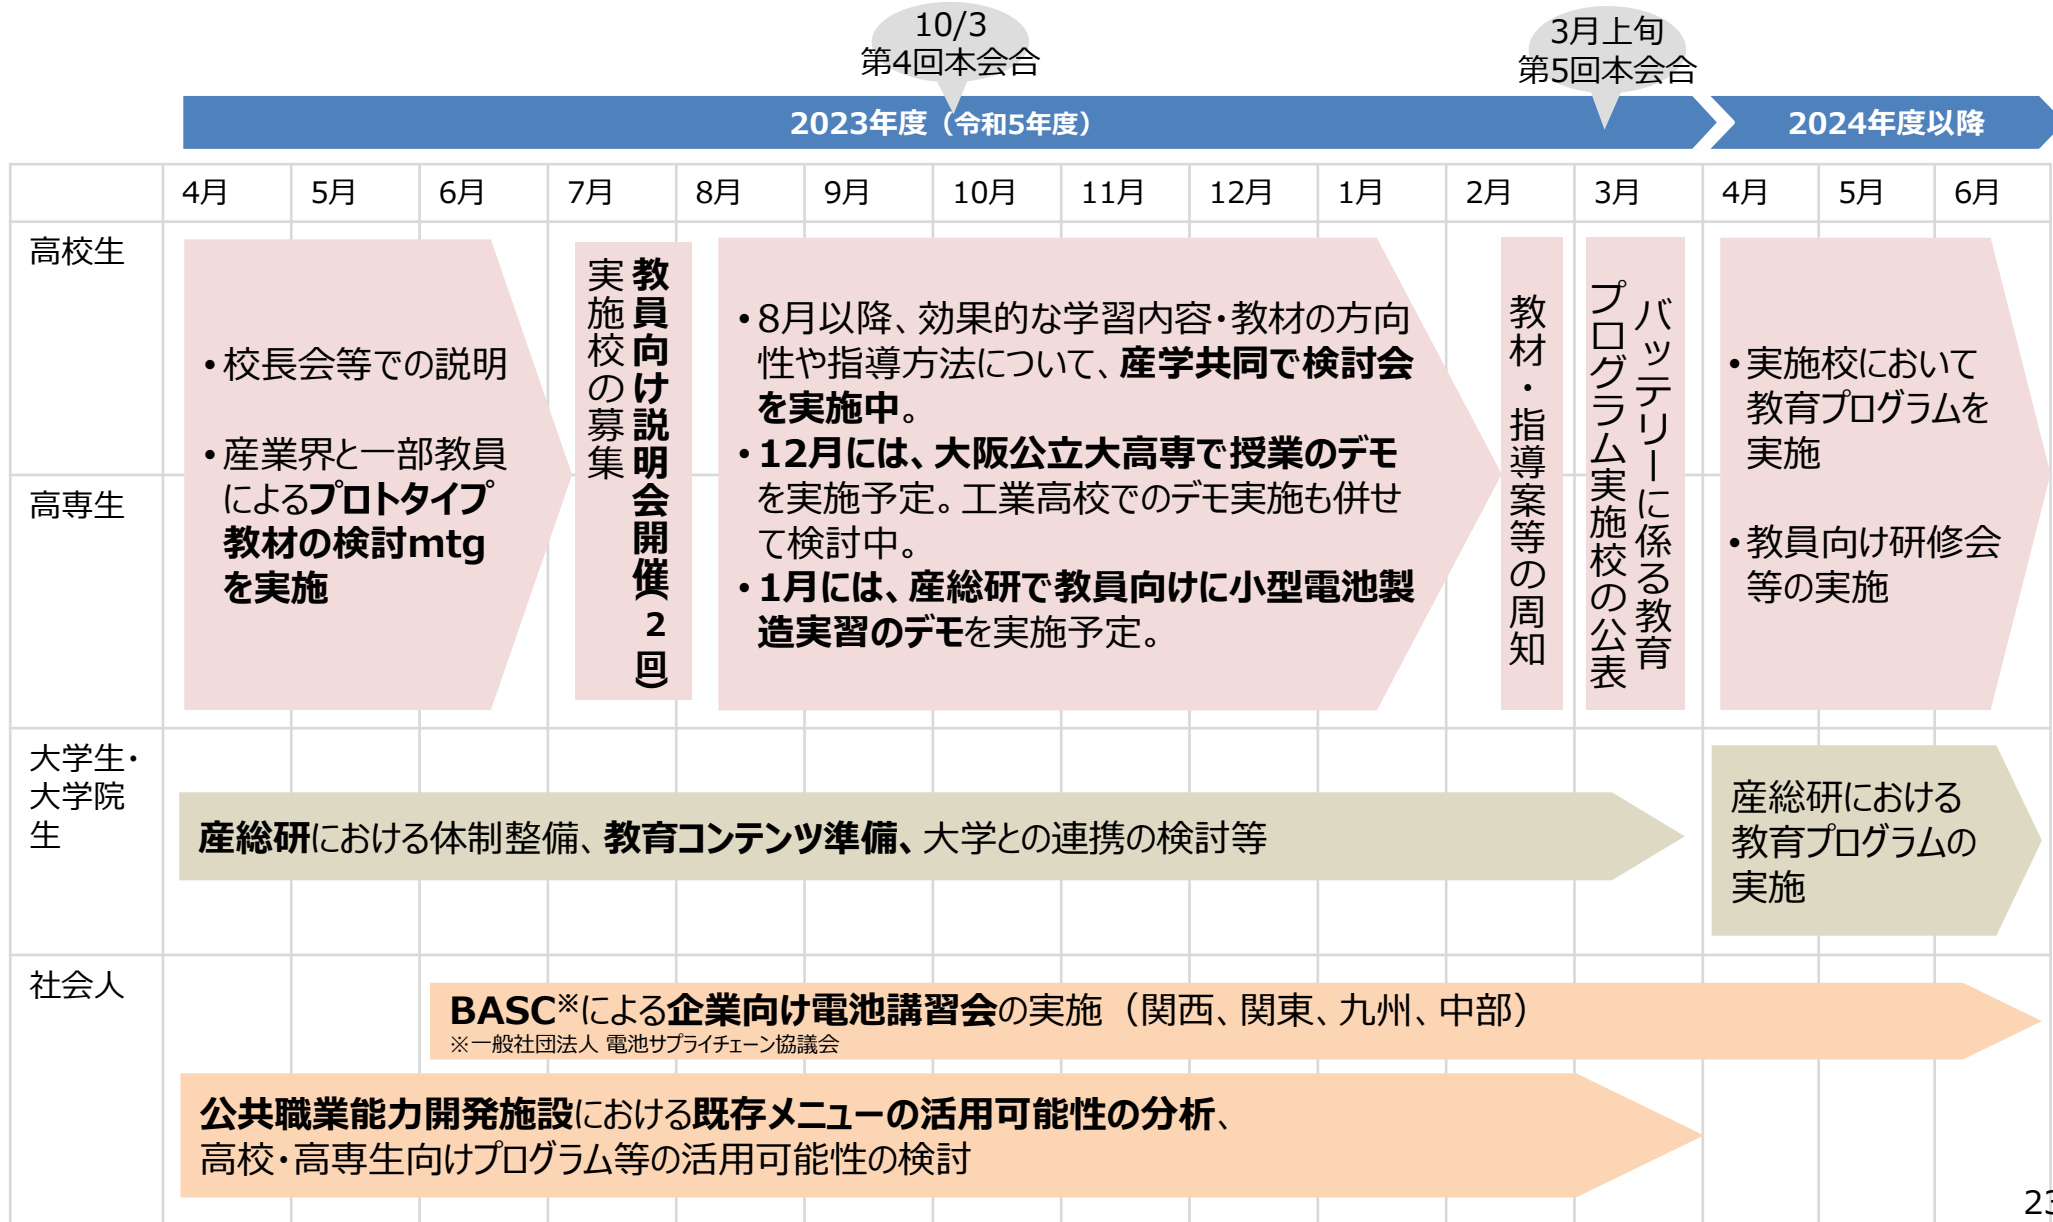 10/3
第4回本会合
3月上旬
第5回本会合
2023年度（令和5年度）
2024年度以降
4月
5月
6月
7月
8月
9月
10月
11月
12月
1月
2月
3月
4月
5月
6月
高校生
高専生
•校長会等での説明
•産業界と一部教員
によるプロトタイプ
教材の検討mtg
を実施
教員向け説明会開催（2回）
実施校の募集
•8月以降、効果的な学習内容・教材の方向
性や指導方法について、産学共同で検討会
を実施中。
•12月には、大阪公立大高専で授業のデモ
を実施予定。工業高校でのデモ実施も併せ
て検討中。
•1月には、産総研で教員向けに小型電池製
造実習のデモを実施予定。
教材・指導案等の周知
バッテリーに係る教育
プログラム実施校の公表
•実施校において
教育プログラムを
実施
•教員向け研修会
等の実施
大学生・
大学院
生
産総研における体制整備、教育コンテンツ準備、大学との連携の検討等
産総研における
教育プログラムの
実施
社会人
BASC※による企業向け電池講習会の実施（関西、関東、九州、中部）
※一般社団法人 電池サプライチェーン協議会
公共職業能力開発施設における既存メニューの活用可能性の分析、
高校・高専生向けプログラム等の活用可能性の検討
23